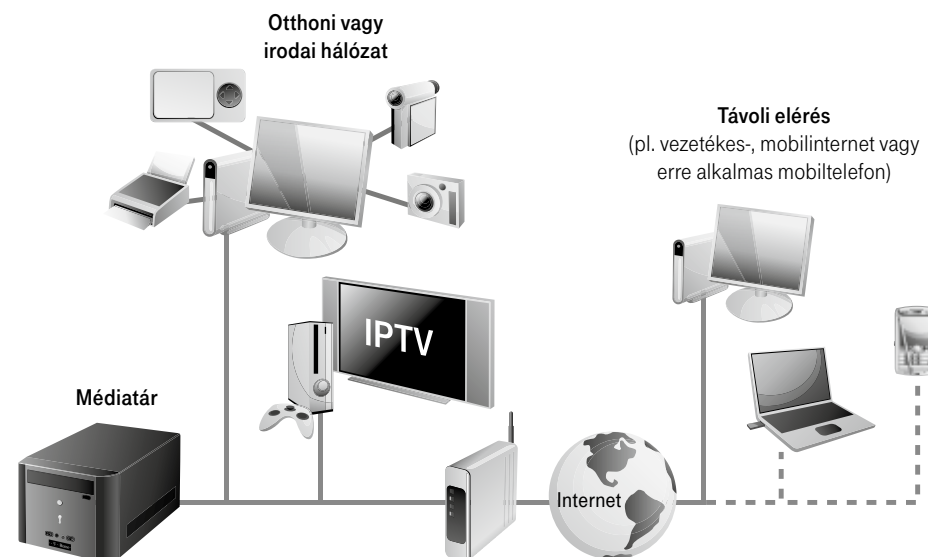 Otthoni vagy
irodai hálózat
Távoli elérés
(pl. vezetékes-, mobilinternet vagy
erre alkalmas mobiltelefon)
IPTV
Médiatár
Internet